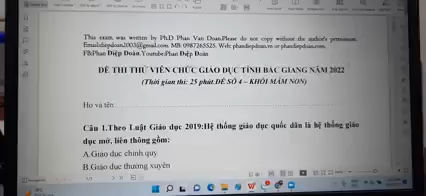 This exam was written by Ph.D Phan Van Doan.Please do not copy without the author's permission.
Email:diepdoan2003@gmail.com. MB: 0987265525. Web: phandiepdoan.vn or phandiepdoan.com.
Fb:Phan Điệp Đoàn.Youtube:Phan Điệp Đoàn
ĐỀ THI THỬ VIÊN CHỨC GIÁO DỤC TỈNH BẮC GIANG NĂM 2022
(Thời gian thi: 25 phút.ĐỀ SỐ 4 – KHỐI MẦM NON)
Họ và tên:
Câu 1.Theo Luật Giáo dục 2019:Hệ thống giáo dục quốc dân là hệ thống giáo
dục mở, liên thông gồm:
A.Giáo dục chính quy
B.Giáo dục thường xuyên